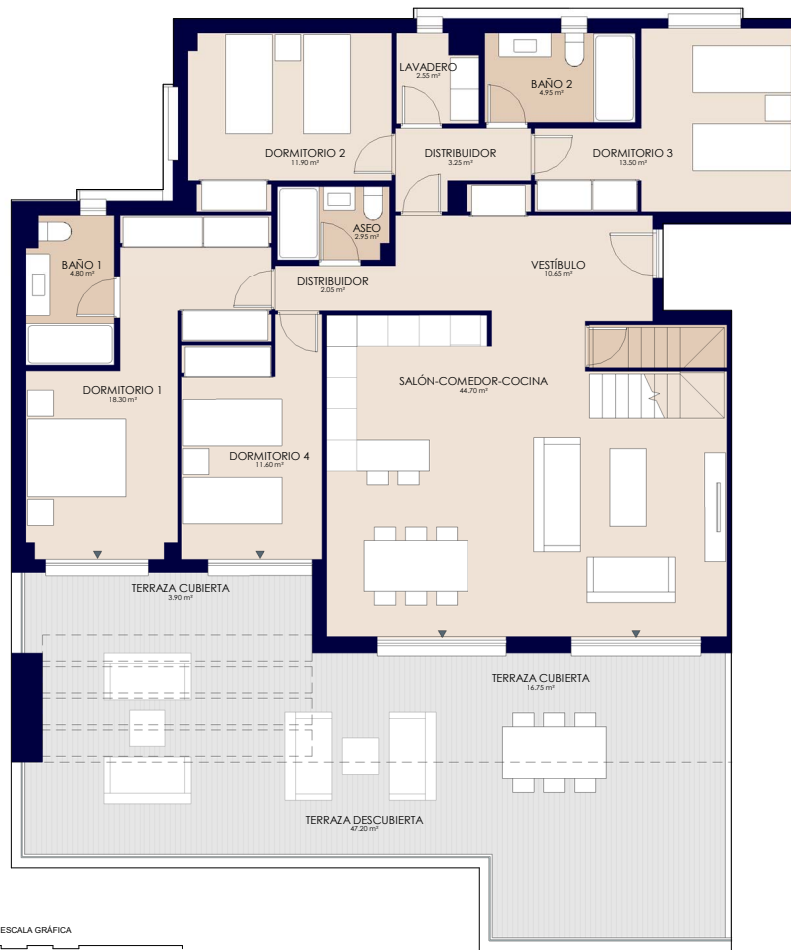 LAVADERO
2.55 m²
BAÑO 2
4.95 m²
DORMITORIO 2
11.90 m²
DISTRIBUIDOR
3.25 m²
DORMITORIO 3
13.50 m²
ASEO
2.95 m²
BAÑO 1
4.80 m²
DISTRIBUIDOR
2.05 m²
VESTÍBULO
10.65 m²
DORMITORIO 1
18.30 m²
SALÓN-COMEDOR-COCINA
44.70 m²
DORMITORIO 4
11.60 m²
TERRAZA CUBIERTA
3.90 m²
TERRAZA CUBIERTA
16.75 m²
TERRAZA DESCUBIERTA
47.20 m²
ESCALA GRÁFICA